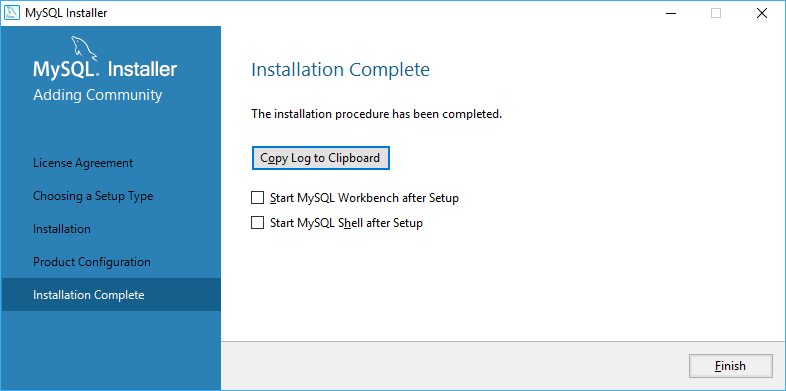 MySQL Installer
MySQL. Installer
Adding Community
License Agreement
Choosing a Setup Type
Installation
Product Configuration
Installation Complete
Installation Complete
The installation procedure has been completed.
Copy Log to Clipboard
Start MySQL Workbench after Setup
Start MySQL Shell after Setup
Finish